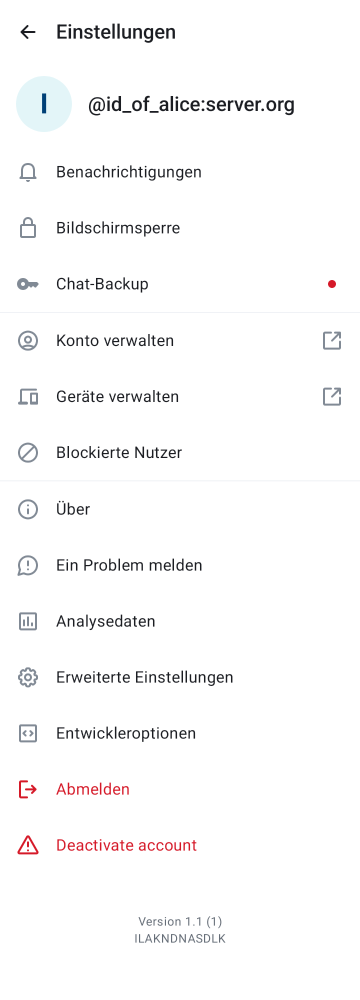 Einstellungen
I
@id_of_alice:server.org
Benachrichtigungen
Bildschirmsperre
Chat-Backup
Konto verwalten
Geräte verwalten
Blockierte Nutzer
Über
Ein Problem melden
Analysedaten
Erweiterte Einstellungen
Entwickleroptionen
Abmelden
Deactivate account
Version 1.1 (1)
ILAKNDNASDLK